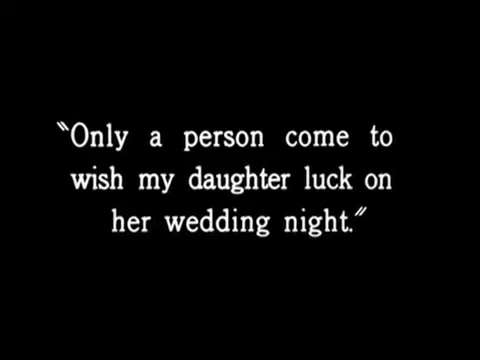 "Only a person come to
wish my daughter luck on
her wedding night."